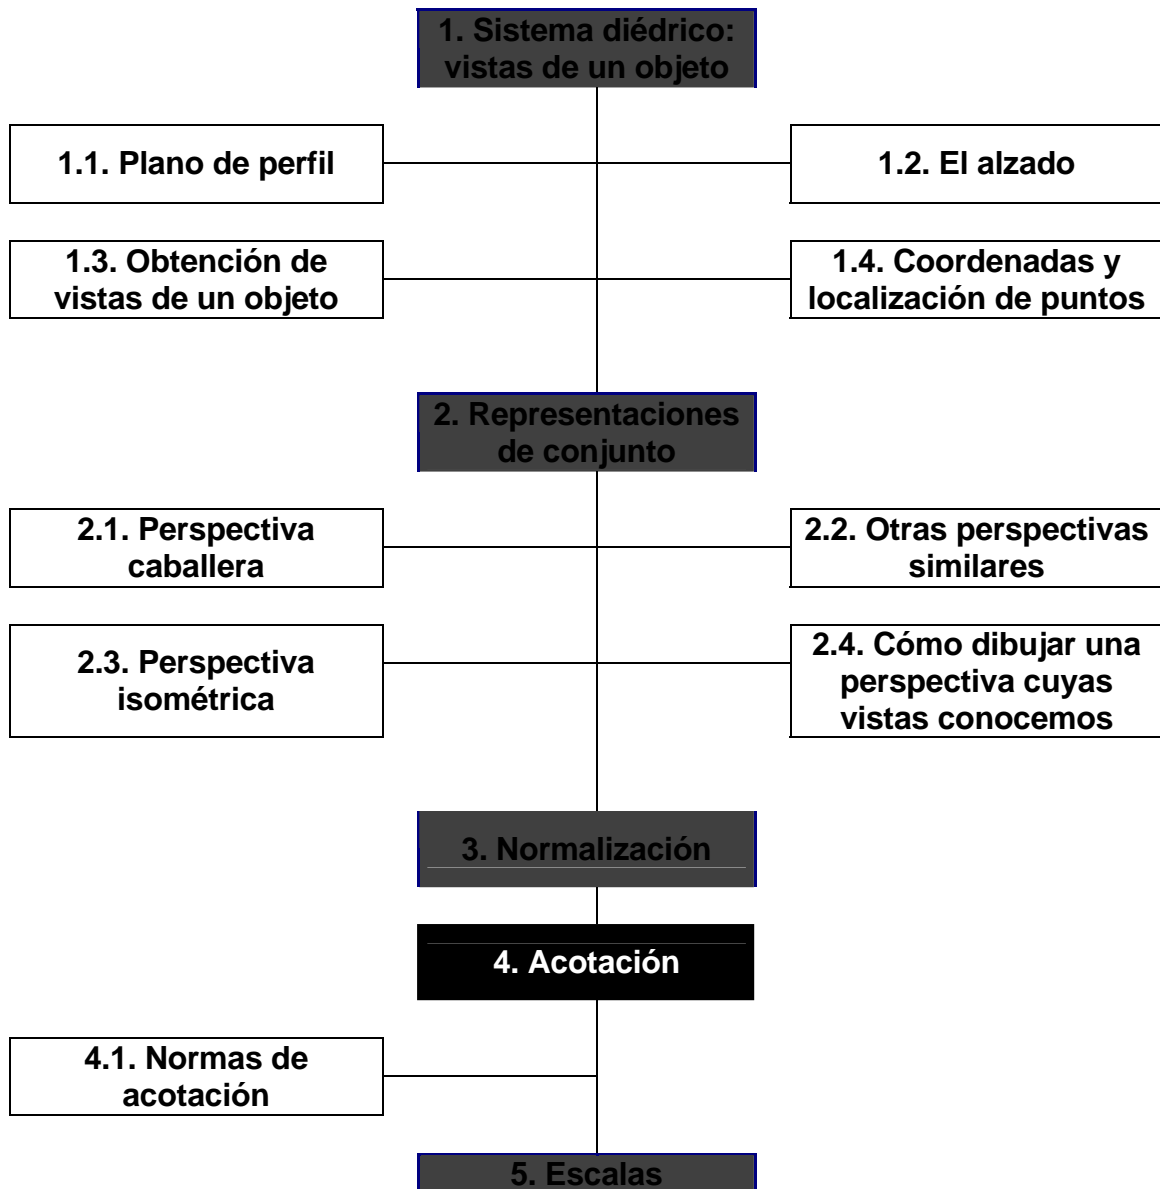 1. Sistema diédrico:
vistas de un objeto
1.1. Plano de perfil
1.2. El alzado
1.3. Obtención de
vistas de un objeto
1.4. Coordenadas y
localización de puntos
2. Representaciones
de conjunto
2.1. Perspectiva
caballera
2.2. Otras perspectivas
similares
2.3. Perspectiva
isométrica
2.4. Cómo dibujar una
perspectiva cuyas
vistas conocemos
3. Normalización
4. Acotación
4.1. Normas de
acotación
5. Escalas